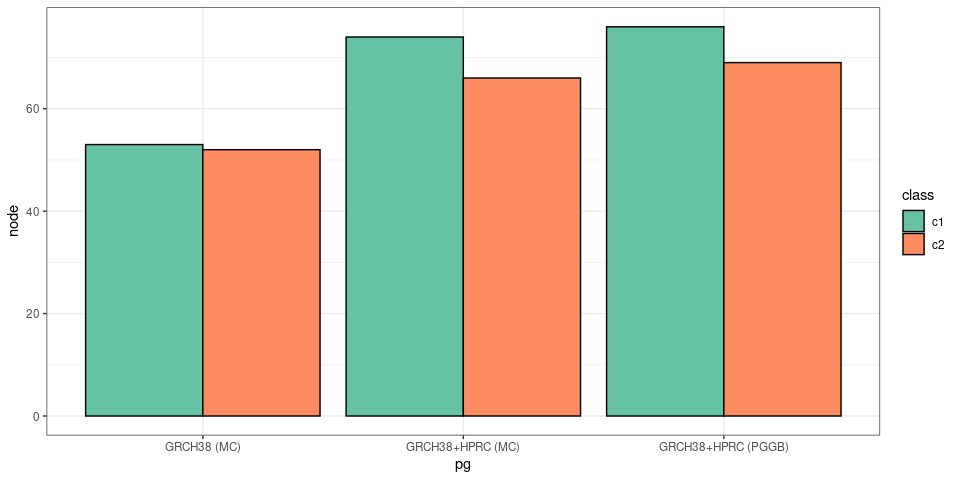 node
60
40
20
0
GRCH38 (MC)
GRCH38+HPRC (MC)
GRCH38+HPRC (PGGB)
pg
class
c1
c2